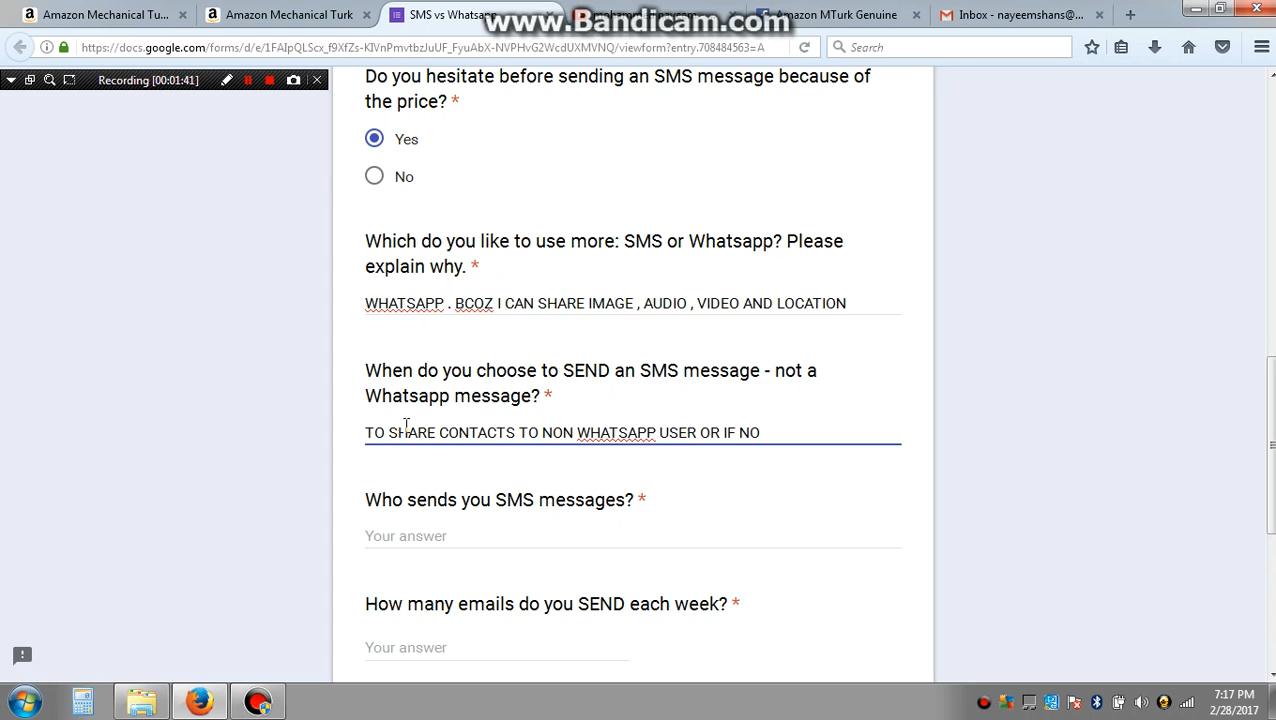 Amazon Mechanical Tu...
Amazon Mechanical Turk
SMS vs Whatsapp
Amazon MTurk Genuine
Inbox - nayeemshans@...
www.Bandicam.com
https://docs.google.com/forms/d/e/1FAIpQLScx_f9XfZs-KIVnPmvtbzJuUF_FyuAbX-NVPHvG2WcdUXMVNQ/viewform?entry.708484563=A
Search
Recording [00:01:41]
Do you hesitate before sending an SMS message because of
the price? *
Yes
No
Which do you like to use more: SMS or Whatsapp? Please
explain why. *
WHATSAPP . BCOZ I CAN SHARE IMAGE , AUDIO , VIDEO AND LOCATION
When do you choose to SEND an SMS message - not a
Whatsapp message? *
TO SHARE CONTACTS TO NON WHATSAPP USER OR IF NO
Who sends you SMS messages? *
Your answer
How many emails do you SEND each week? *
Your answer
7:17 PM
2/28/2017